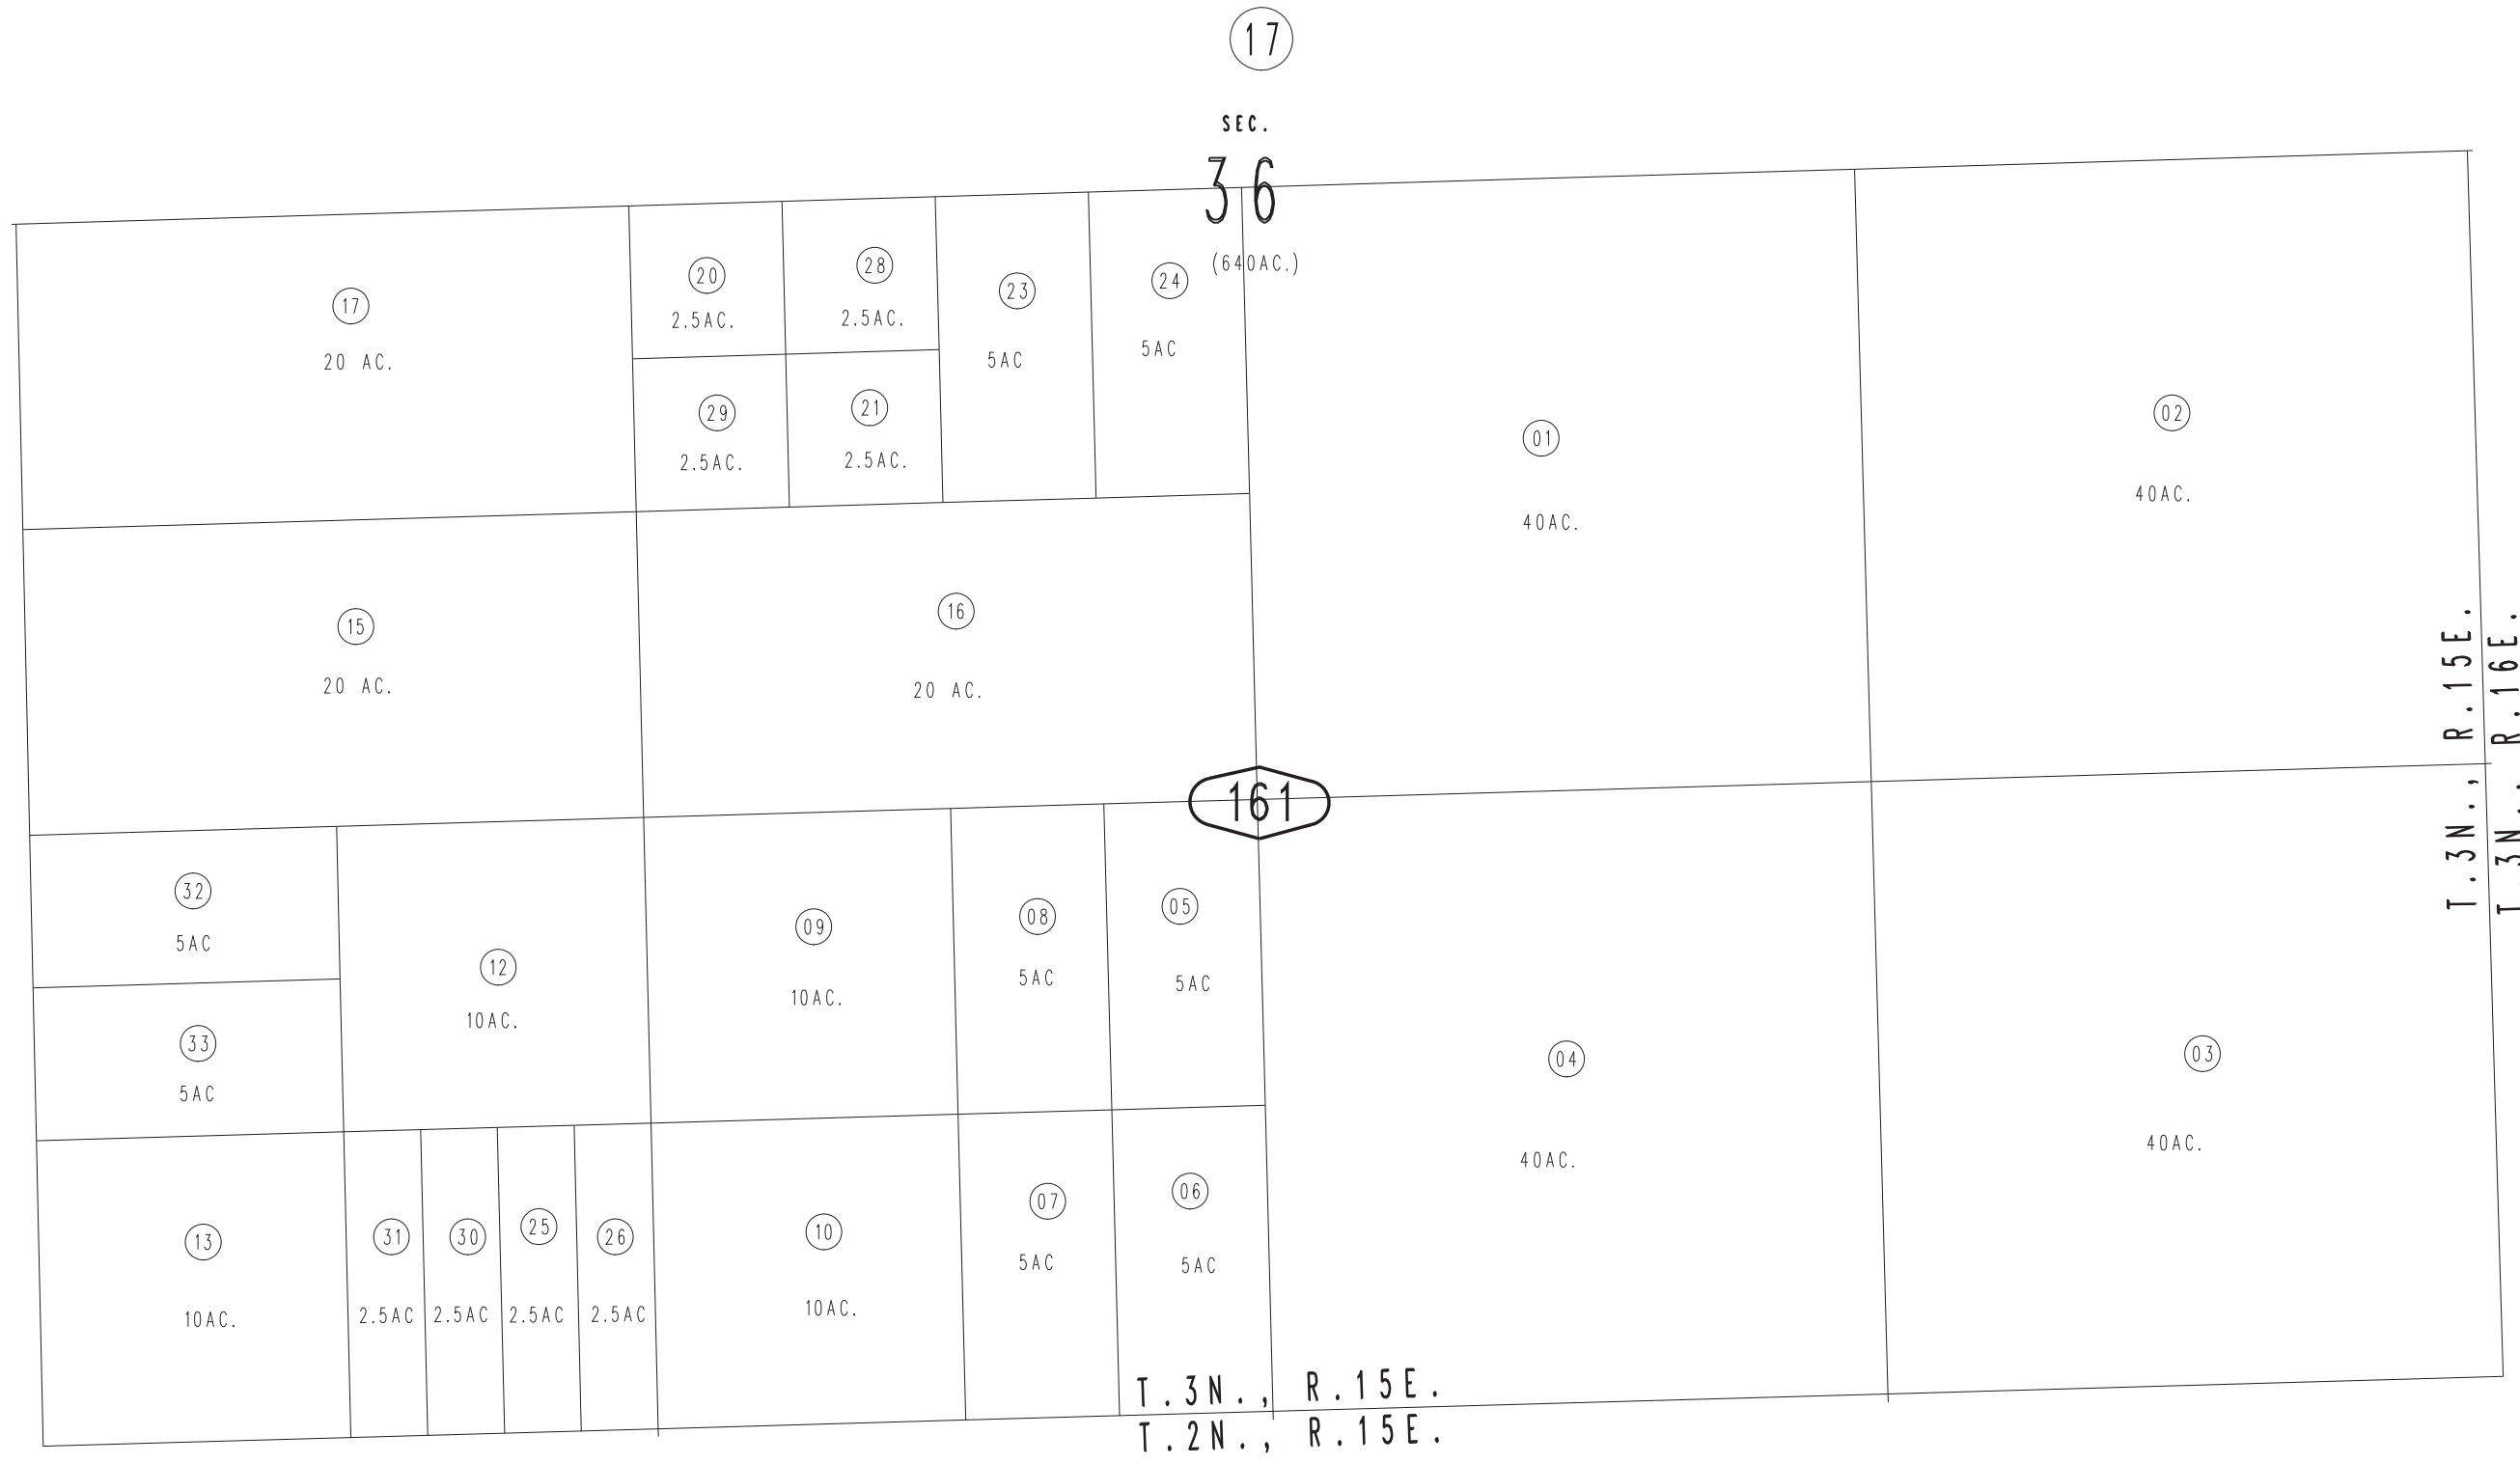 17
SEC.
36
(640AC.)
17
20 AC.
20
2.5AC.
28
2.5AC.
23
5AC
24
5AC
29
2.5AC.
21
2.5AC.
01
40AC.
02
40AC.
15
20 AC.
16
20 AC.
161
T.3N., R.15E.
T.3N., R.16E.
32
5AC
33
5AC
12
10AC.
09
10AC.
08
5AC
05
5AC
04
40AC.
03
40AC.
13
10AC.
31
2.5AC
30
2.5AC
25
2.5AC
26
2.5AC
10
10AC.
07
5AC
06
5AC
T.3N., R.15E.
T.2N., R.15E.